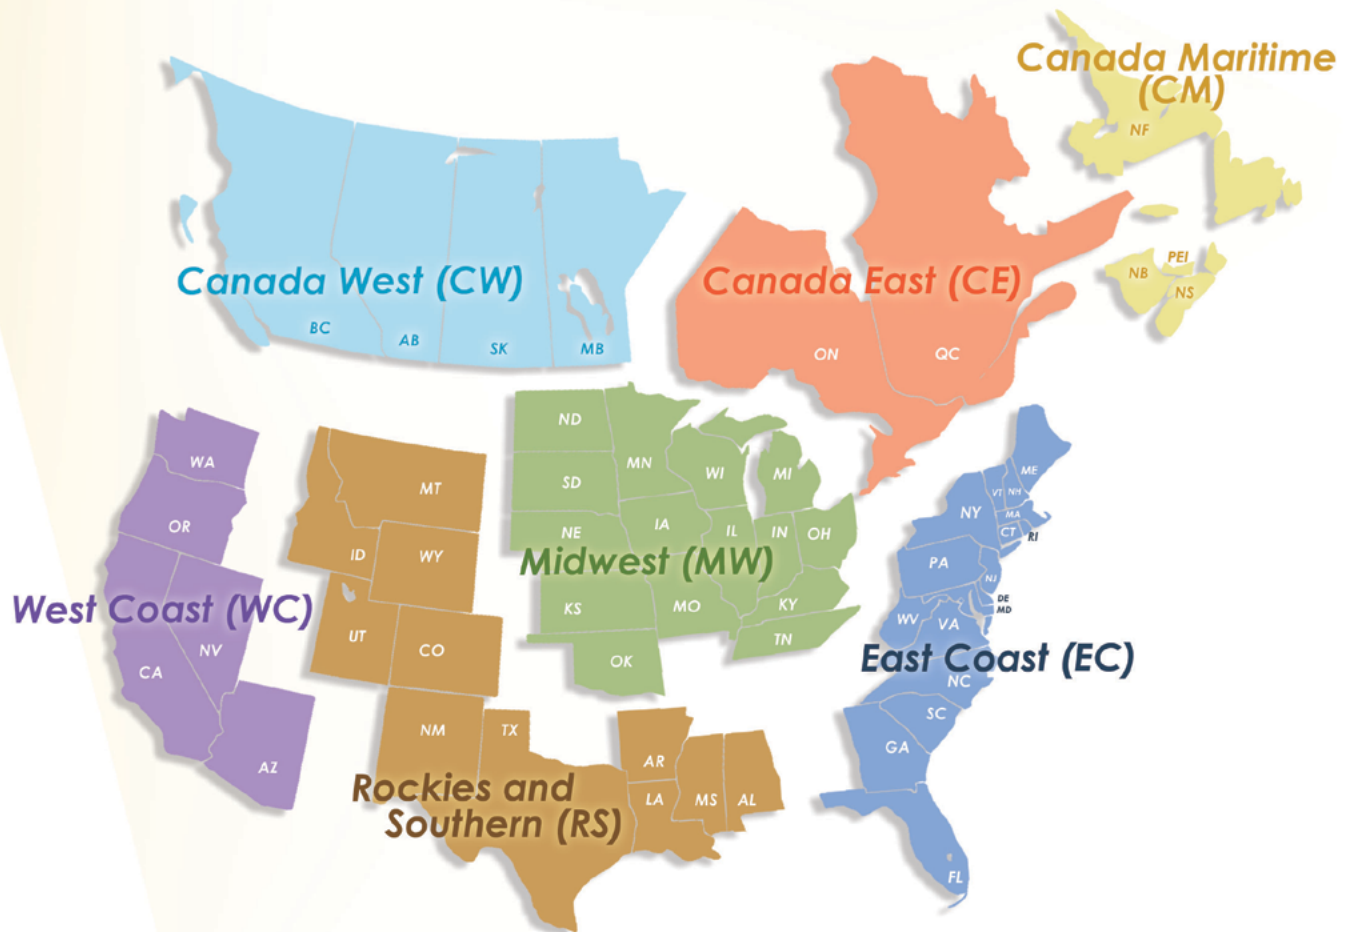 Canada Maritime
(CM)
NF
PEI
NB
NS
Canada West (CW)
BC
AB
SK
MB
Canada East (CE)
ON
QC
West Coast (WC)
WA
OR
NV
CA
AZ
MT
ID
WY
UT
CO
NM
TX
AR
LA
MS
AL
Rockies and
Southern (RS)
ND
MN
WI
MI
SD
NE
IA
IL
IN
OH
Midwest (MW)
KS
MO
KY
TN
OK
ME
VT
NH
NY
MA
CT
RI
PA
NJ
DE
MD
WV
VA
East Coast (EC)
NC
SC
GA
FL